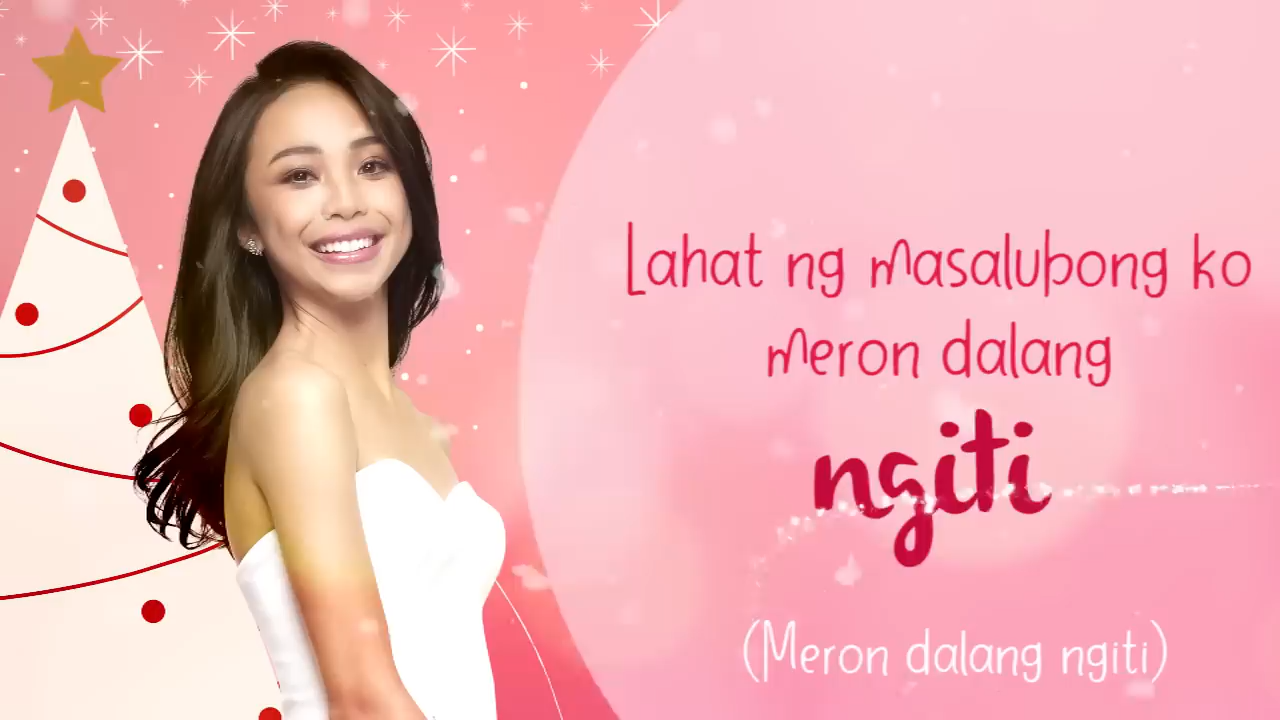 Lahat ng masalubong ko
meron dalang
ngiti
(Meron dalang ngiti)